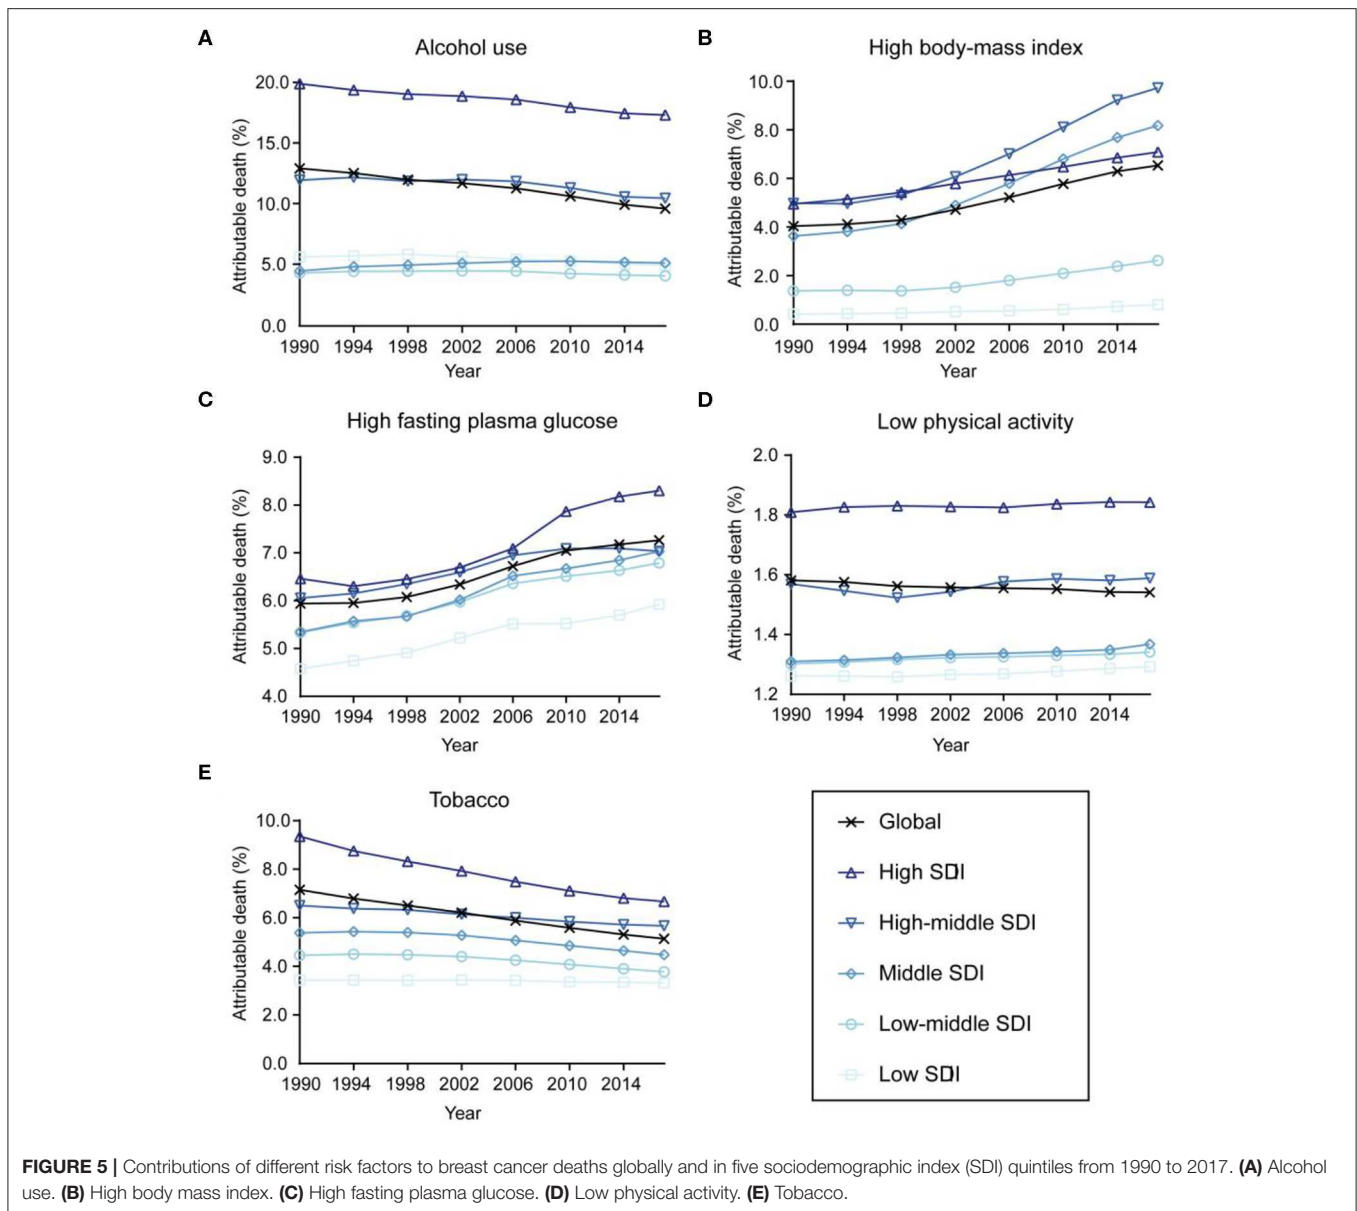 A
Alcohol use
Attributable death (%)
20.0
15.0
10.0
5.0
0.0
1990 1994 1998 2002 2006 2010 2014
Year
B
High body-mass index
Attributable death (%)
10.0
8.0
6.0
4.0
2.0
0.0
1990 1994 1998 2002 2006 2010 2014
Year
C
High fasting plasma glucose
Attributable death (%)
9.0
8.0
7.0
6.0
5.0
4.0
1990 1994 1998 2002 2006 2010 2014
Year
D
Low physical activity
Attributable death (%)
2.0
1.8
1.6
1.4
1.2
1990 1994 1998 2002 2006 2010 2014
Year
E
Tobacco
Attributable death (%)
10.0
8.0
6.0
4.0
2.0
0.0
1990 1994 1998 2002 2006 2010 2014
Year
Global
High SDI
High-middle SDI
Middle SDI
Low-middle SDI
Low SDI
FIGURE 5 | Contributions of different risk factors to breast cancer deaths globally and in five sociodemographic index (SDI) quintiles from 1990 to 2017. (A) Alcohol
use. (B) High body mass index. (C) High fasting plasma glucose. (D) Low physical activity. (E) Tobacco.